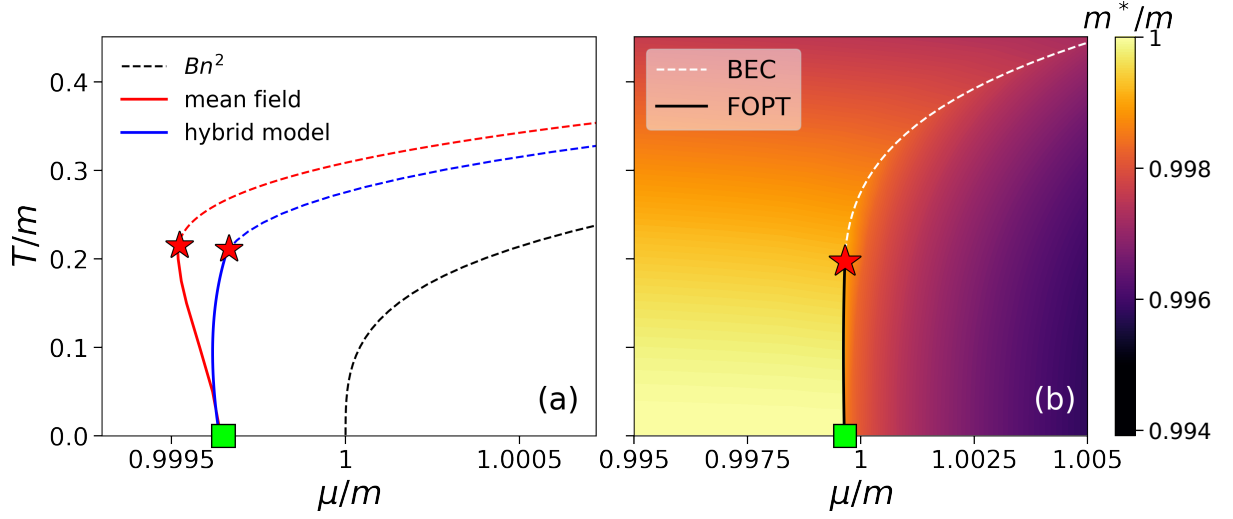 Bn²
mean field
hybrid model
(a)
T/m
0.4
0.3
0.2
0.1
0.0
0.9995
1
1.0005
μ/m
BEC
FOPT
(b)
0.995
0.9975
1
1.0025
1.005
μ/m
m*/m
1
0.998
0.996
0.994